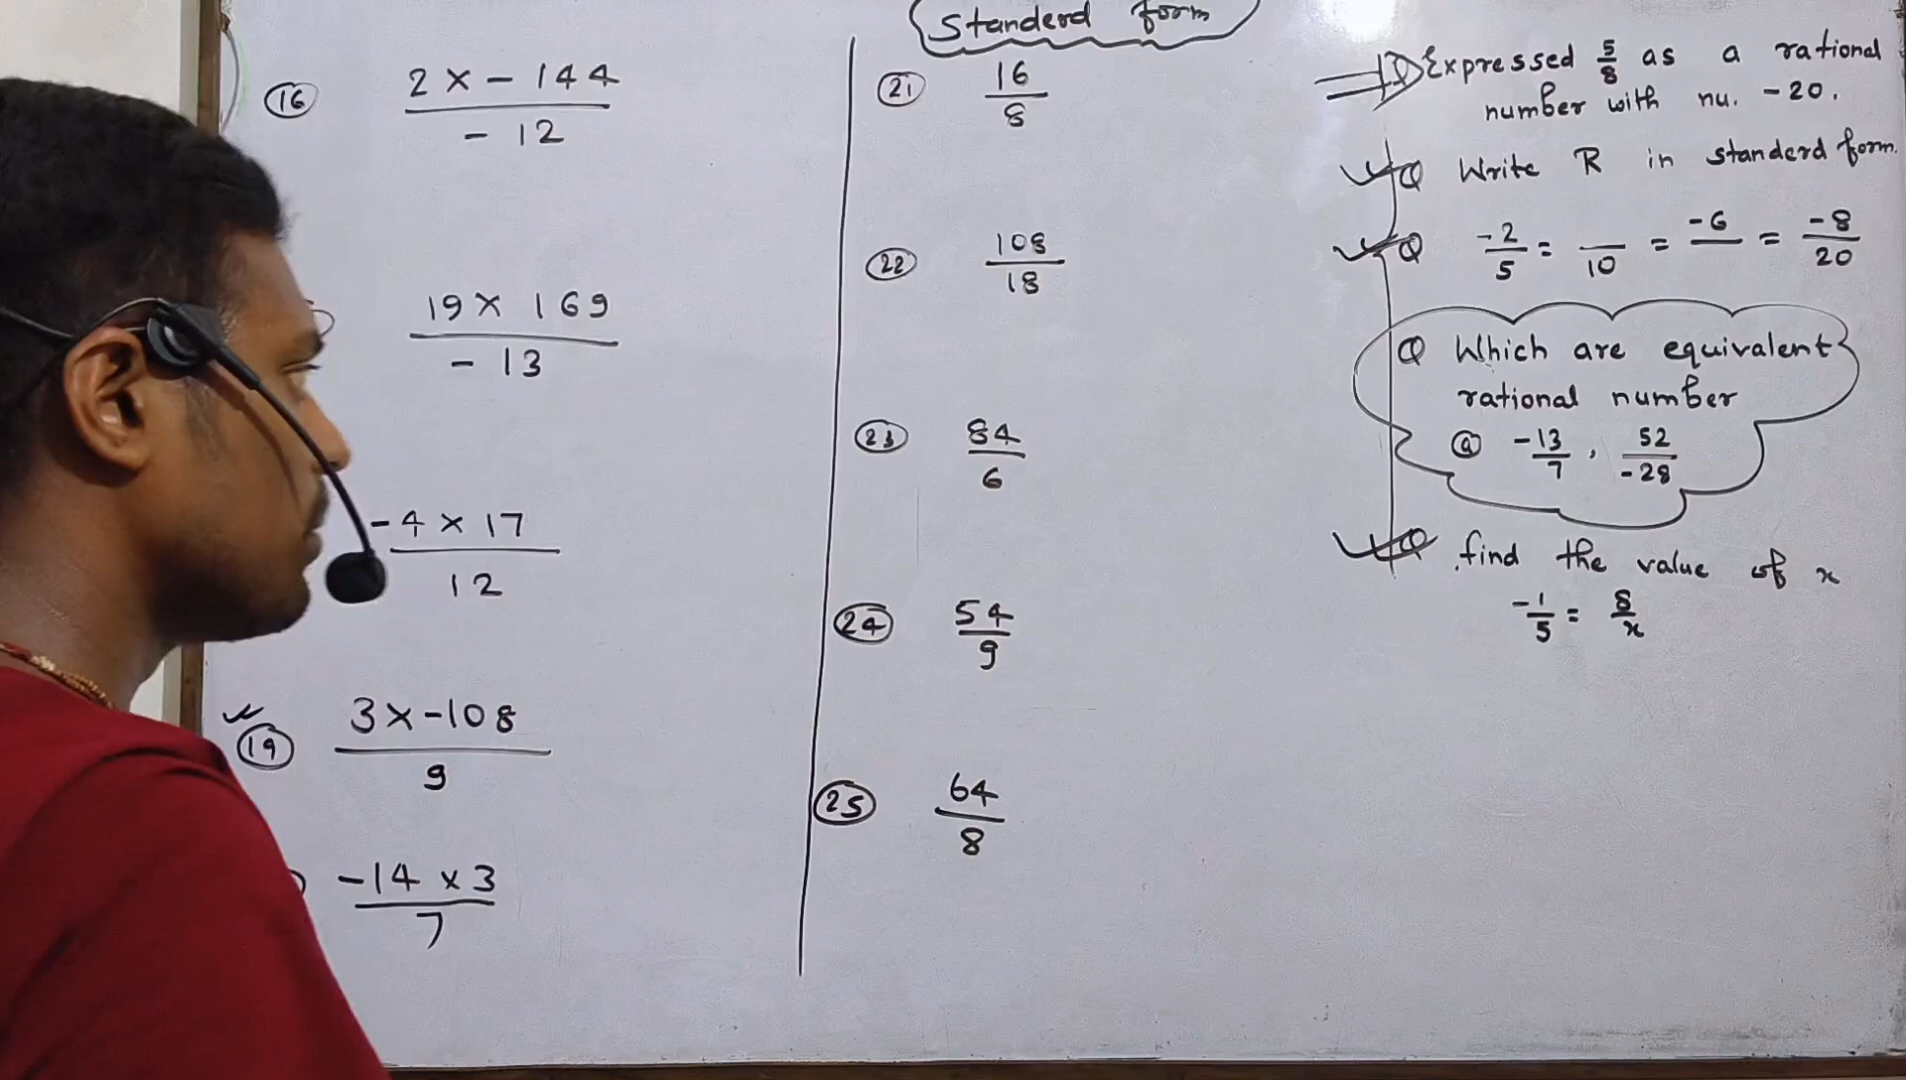 Standerd form
(16) 2 x - 144
- 12
19 x 169
- 13
- 4 x 17
12
(19) 3 x -108
9
-14 x 3
7
(21) 16
8
(22) 108
18
(23) 84
6
(24) 54
9
(25) 64
8
Expressed 5/8 as a rational
number with nu. -20.
Q Write R in standerd form.
Q -2/5 = __/10 = -6/__ = -8/20
Q Which are equivalent
rational number
(a) -13/7 , 52/-28
Q find the value of x
-1/5 = 8/x